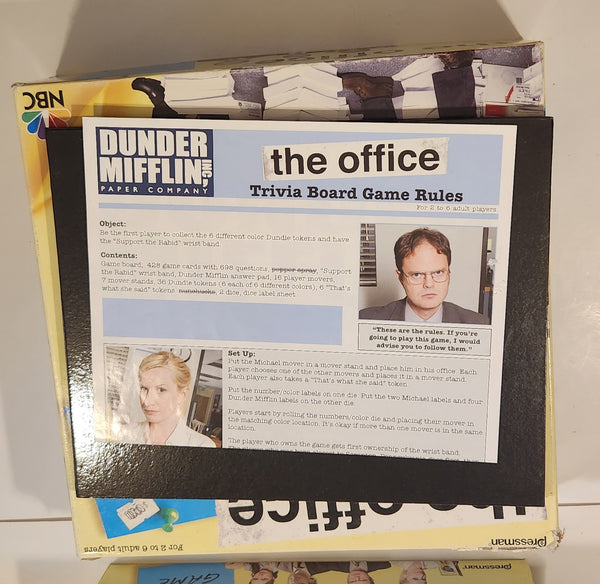 NBC
DUNDER
MIFFLIN INC.
PAPER COMPANY
the office
Trivia Board Game Rules
For 2 to 6 adult players
Object:
Be the first player to collect the 6 different color Dundie tokens and have
the "Support the Rabid" wrist band.
Contents:
Game board, 428 game cards with 698 questions, pepper spray, "Support
the Rabid" wrist band, Dunder Mifflin answer pad, 16 player movers,
7 mover stands, 36 Dundie tokens (6 each of 6 different colors), 6 "That's
what she said" tokens, nunchucks, 2 dice, dice label sheet
"These are the rules. If you're
going to play this game, I would
advise you to follow them."
Set Up:
Put the Michael mover in a mover stand and place him in his office. Each
player chooses one of the other movers and places it in a mover stand.
Each player also takes a "That's what she said" token.
Put the number/color labels on one die. Put the two Michael labels and four
Dunder Mifflin labels on the other die.
Players start by rolling the numbers/color die and placing their mover in
the matching color location. It's okay if more than one mover is in the same
location.
The player who owns the game gets first ownership of the wrist band.
the office
For 2 to 6 adult players
Pressman
GAME
Pressman